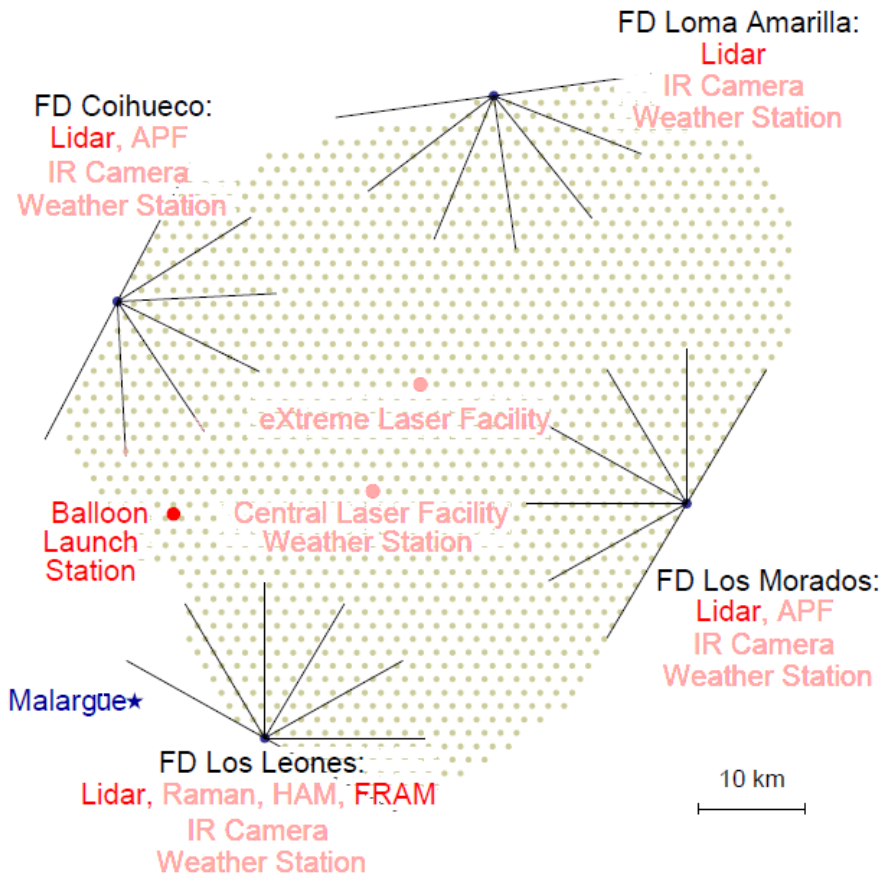 FD Loma Amarilla:
Lidar
IR Camera
Weather Station
FD Coihueco:
Lidar, APF
IR Camera
Weather Station
eXtreme Laser Facility
Balloon
Launch
Station
Central Laser Facility
Weather Station
FD Los Morados:
Lidar, APF
IR Camera
Weather Station
Malargüe
FD Los Leones:
Lidar, Raman, HAM, FRAM
IR Camera
Weather Station
10 km